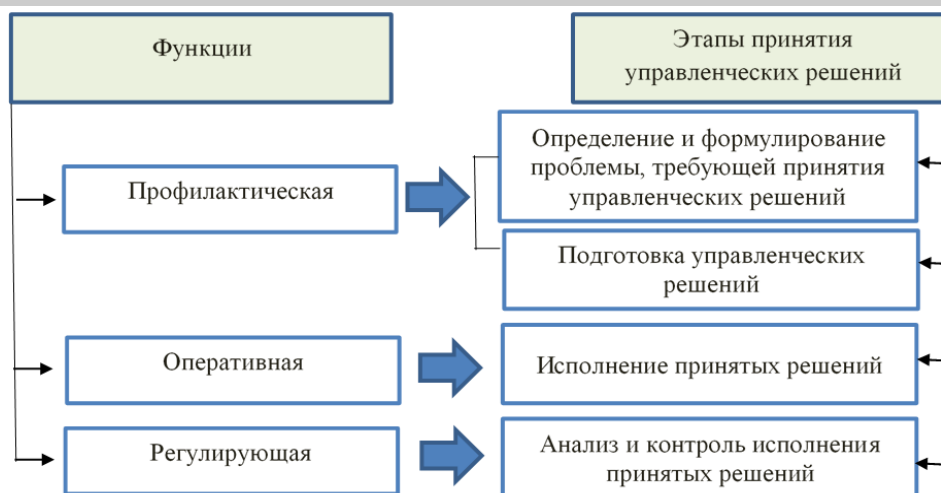 Функции
Этапы принятия
управленческих решений
Профилактическая
Определение и формулирование
проблемы, требующей принятия
управленческих решений
Подготовка управленческих
решений
Оперативная
Исполнение принятых решений
Регулирующая
Анализ и контроль исполнения
принятых решений